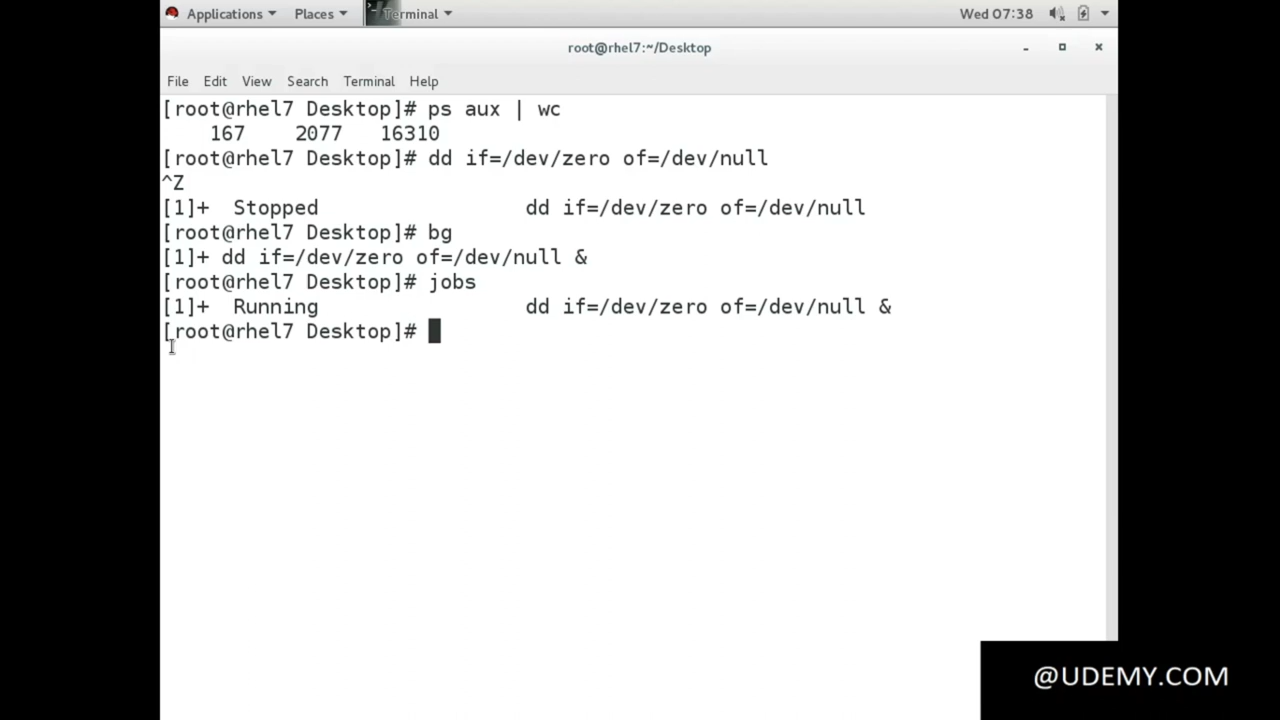 Applications Places Terminal Wed 07:38
root@rhel7:~/Desktop
File Edit View Search Terminal Help
[root@rhel7 Desktop]# ps aux | wc
    167    2077   16310
[root@rhel7 Desktop]# dd if=/dev/zero of=/dev/null
^Z
[1]+  Stopped                 dd if=/dev/zero of=/dev/null
[root@rhel7 Desktop]# bg
[1]+ dd if=/dev/zero of=/dev/null &
[root@rhel7 Desktop]# jobs
[1]+  Running                 dd if=/dev/zero of=/dev/null &
[root@rhel7 Desktop]#
@UDEMY.COM